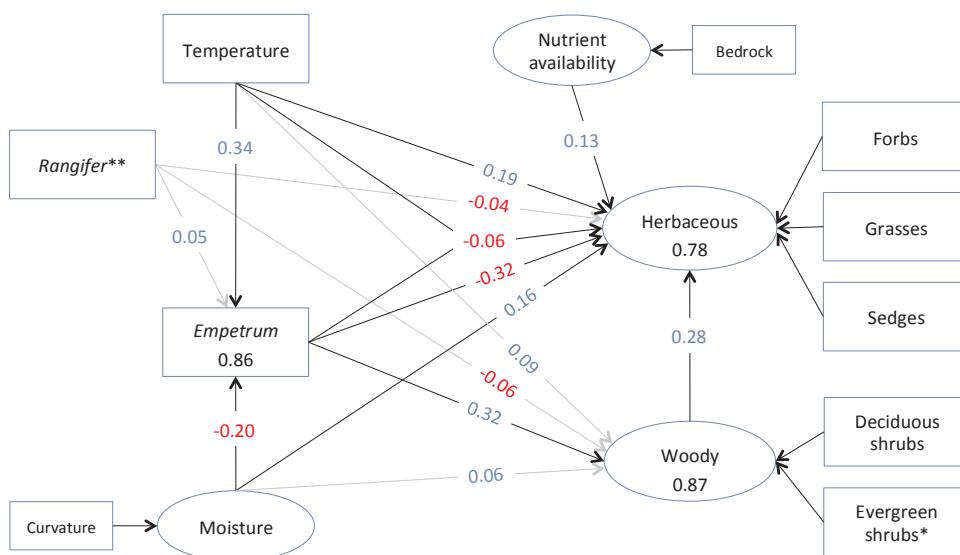 Temperature
Nutrient
availability
Bedrock
Rangifer**
0.34
0.13
Forbs
0.19
-0.04
0.05
Herbaceous
0.78
Grasses
-0.06
-0.32
0.16
Sedges
Empetrum
0.86
0.28
0.09
-0.06
0.32
-0.20
Deciduous
shrubs
Woody
0.87
0.06
Curvature
Moisture
Evergreen
shrubs*